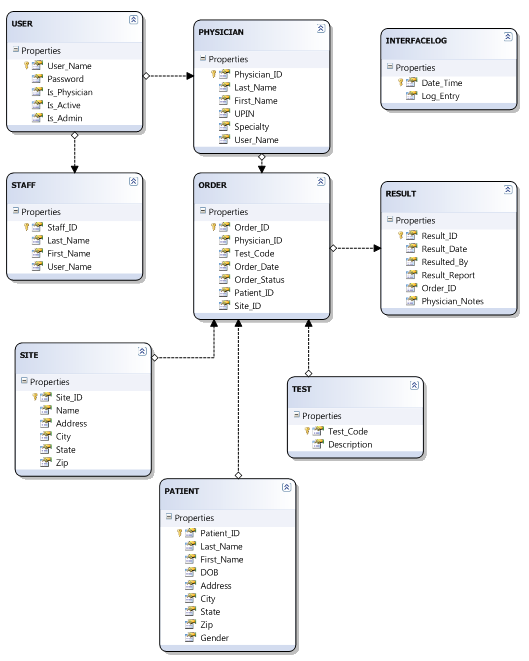 USER
Properties
User_Name
Password
Is_Physician
Is_Active
Is_Admin
PHYSICIAN
Properties
Physician_ID
Last_Name
First_Name
UPIN
Specialty
User_Name
INTERFACELOG
Properties
Date_Time
Log_Entry
STAFF
Properties
Staff_ID
Last_Name
First_Name
User_Name
ORDER
Properties
Order_ID
Physician_ID
Test_Code
Order_Date
Order_Status
Patient_ID
Site_ID
RESULT
Properties
Result_ID
Result_Date
Resulted_By
Result_Report
Order_ID
Physician_Notes
SITE
Properties
Site_ID
Name
Address
City
State
Zip
TEST
Properties
Test_Code
Description
PATIENT
Properties
Patient_ID
Last_Name
First_Name
DOB
Address
City
State
Zip
Gender